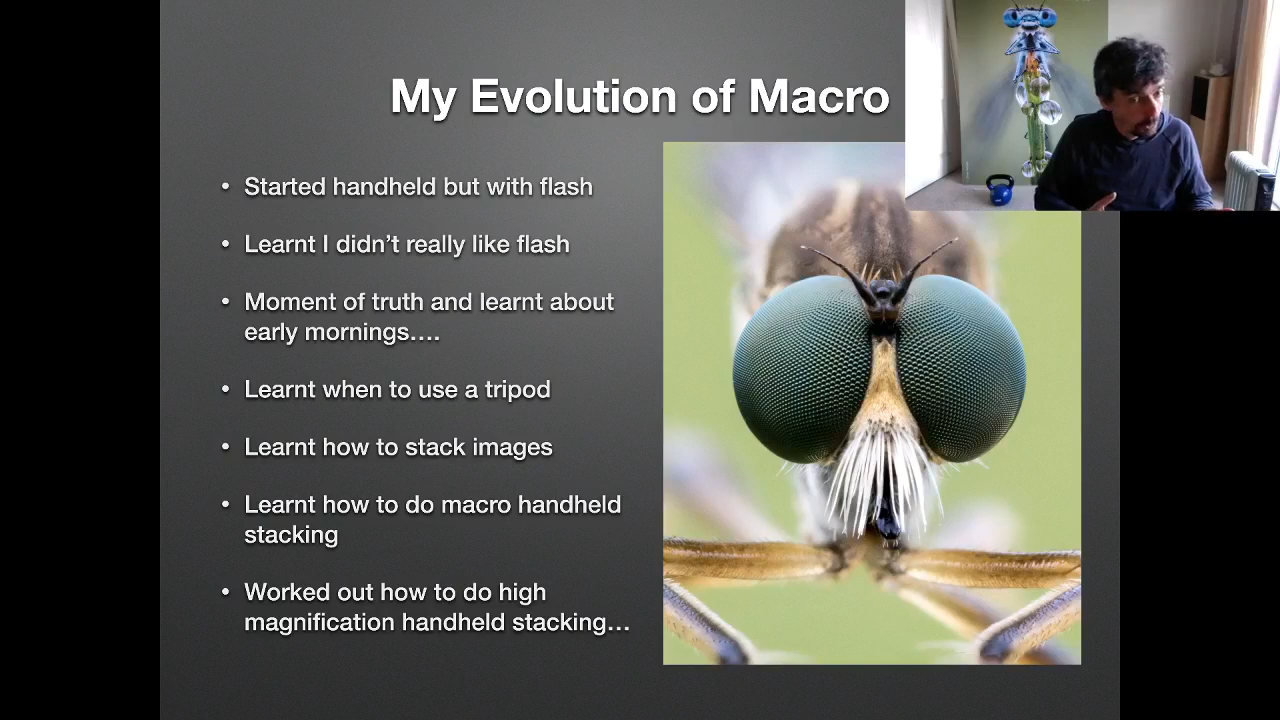 My Evolution of Macro
• Started handheld but with flash
• Learnt I didn’t really like flash
• Moment of truth and learnt about
early mornings….
• Learnt when to use a tripod
• Learnt how to stack images
• Learnt how to do macro handheld
stacking
• Worked out how to do high
magnification handheld stacking…